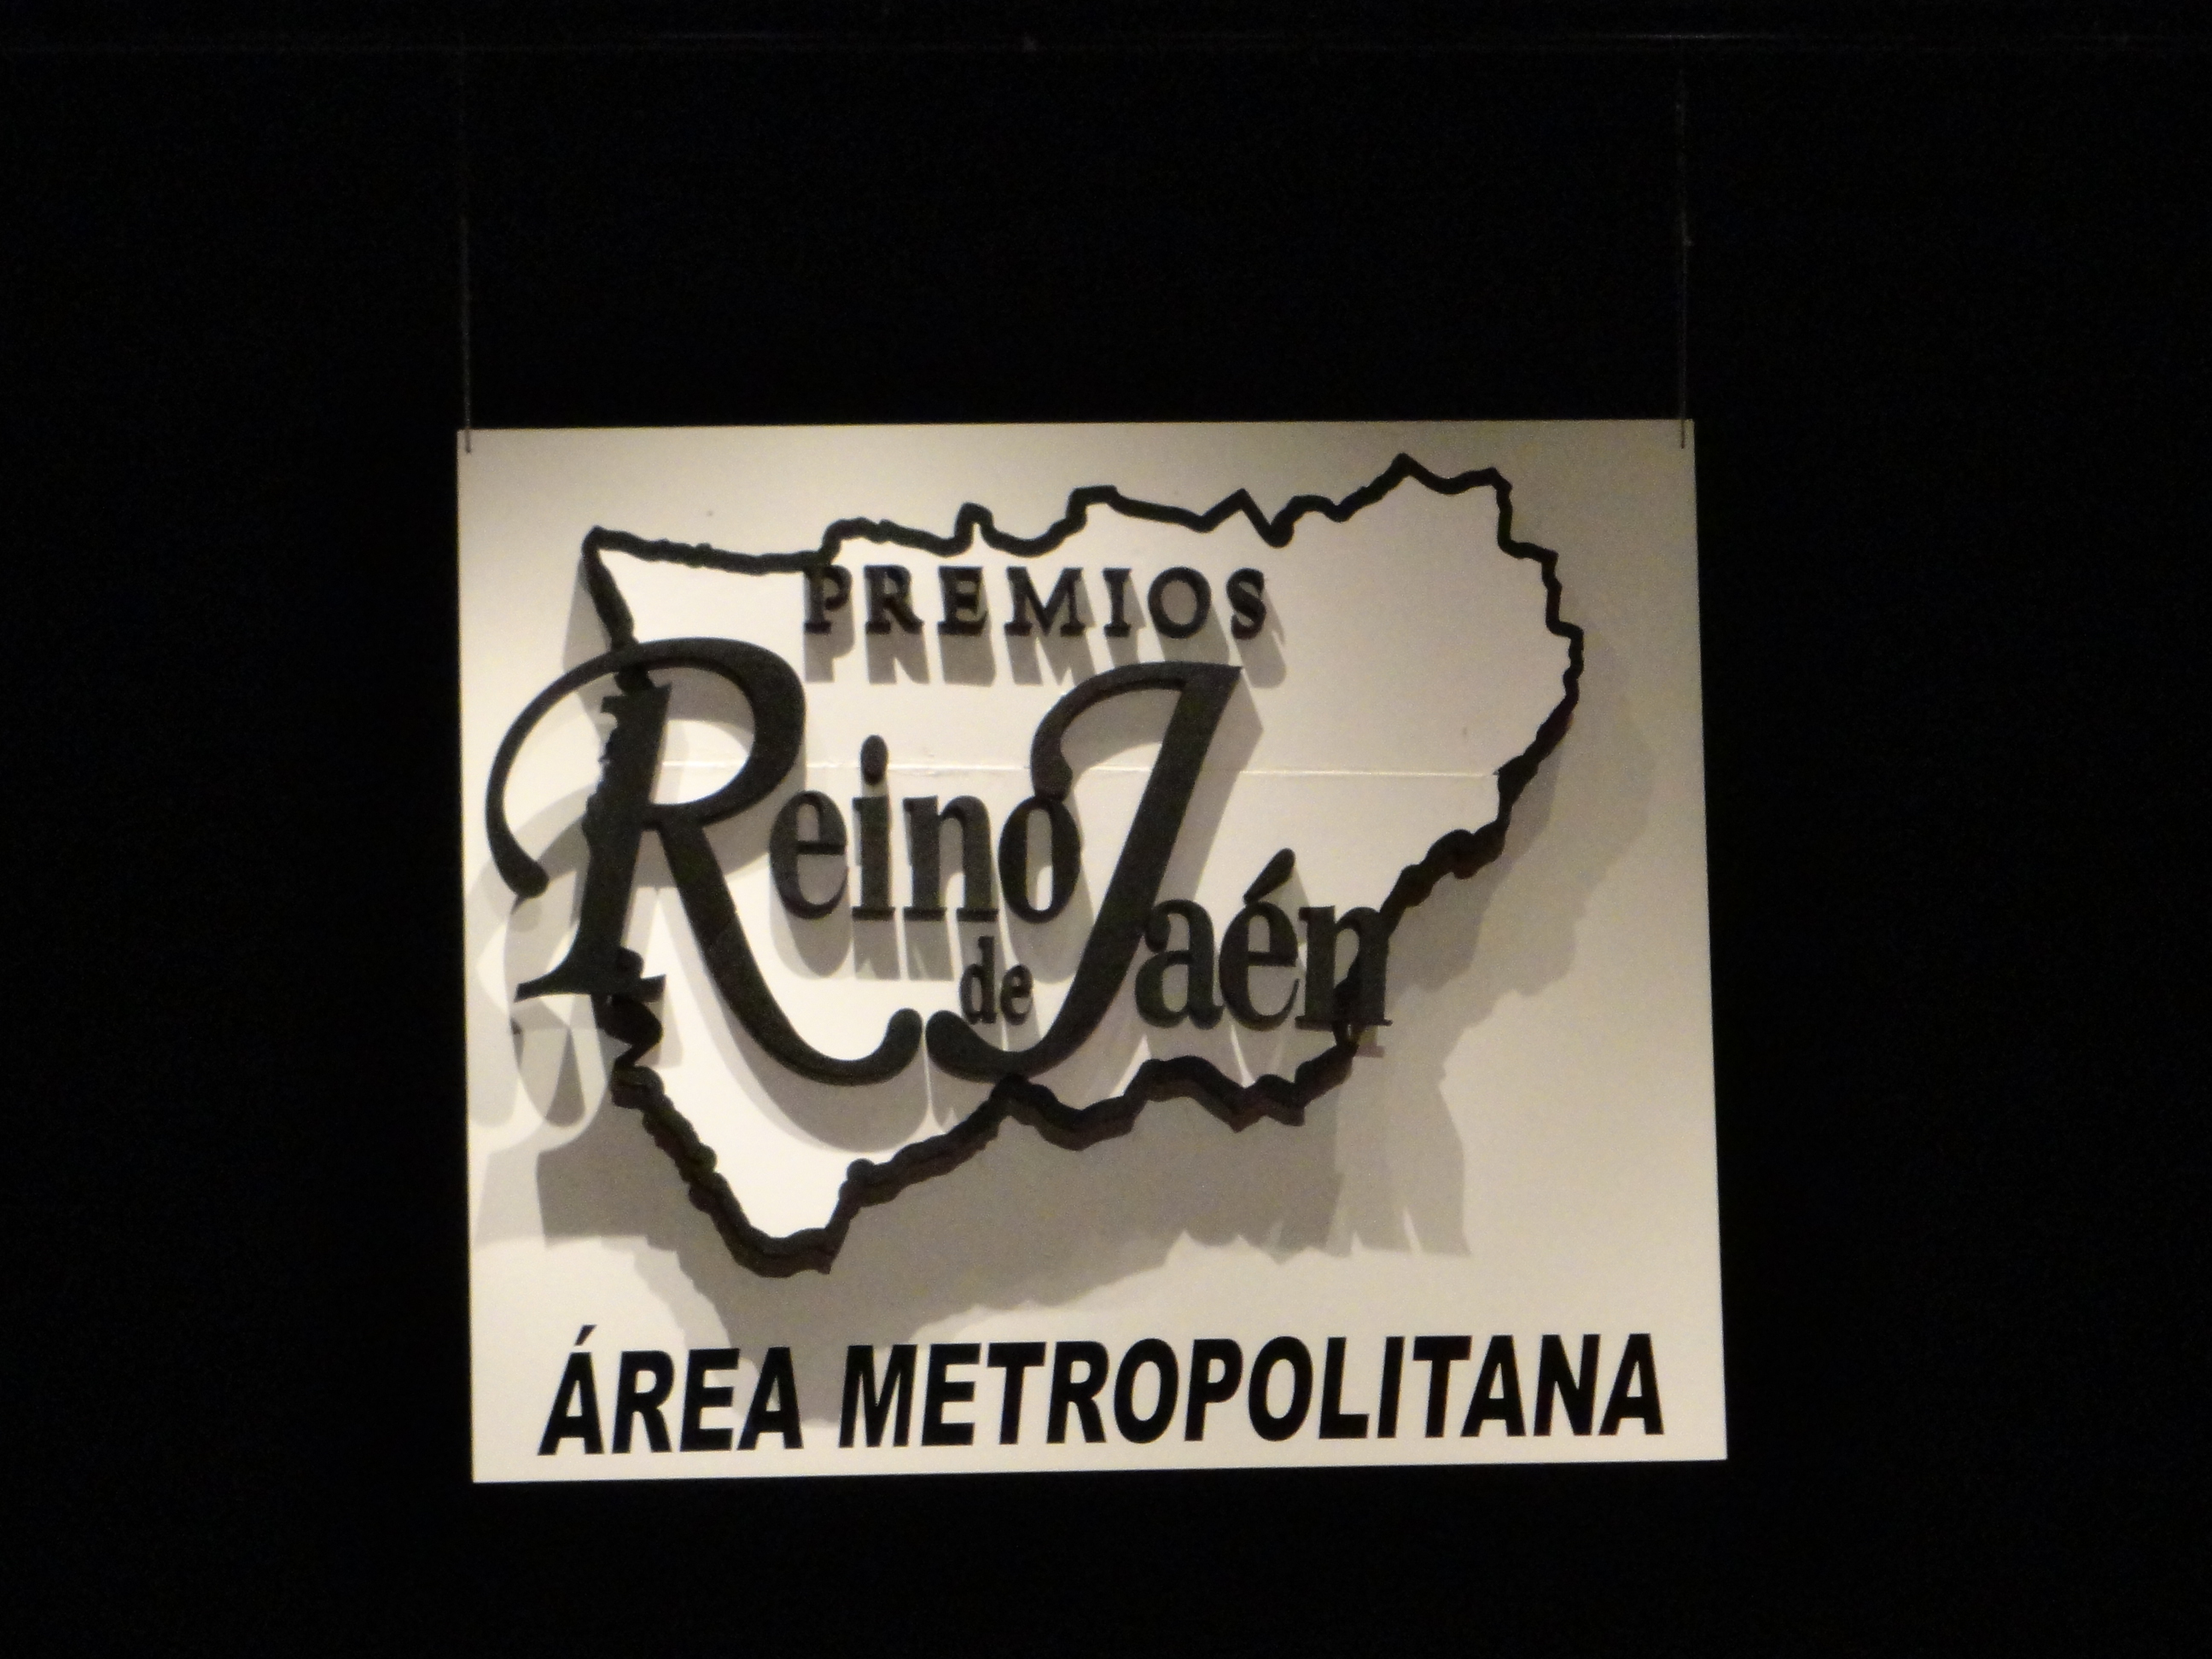 PREMIOS
Reino
de
Jaén
ÁREA METROPOLITANA